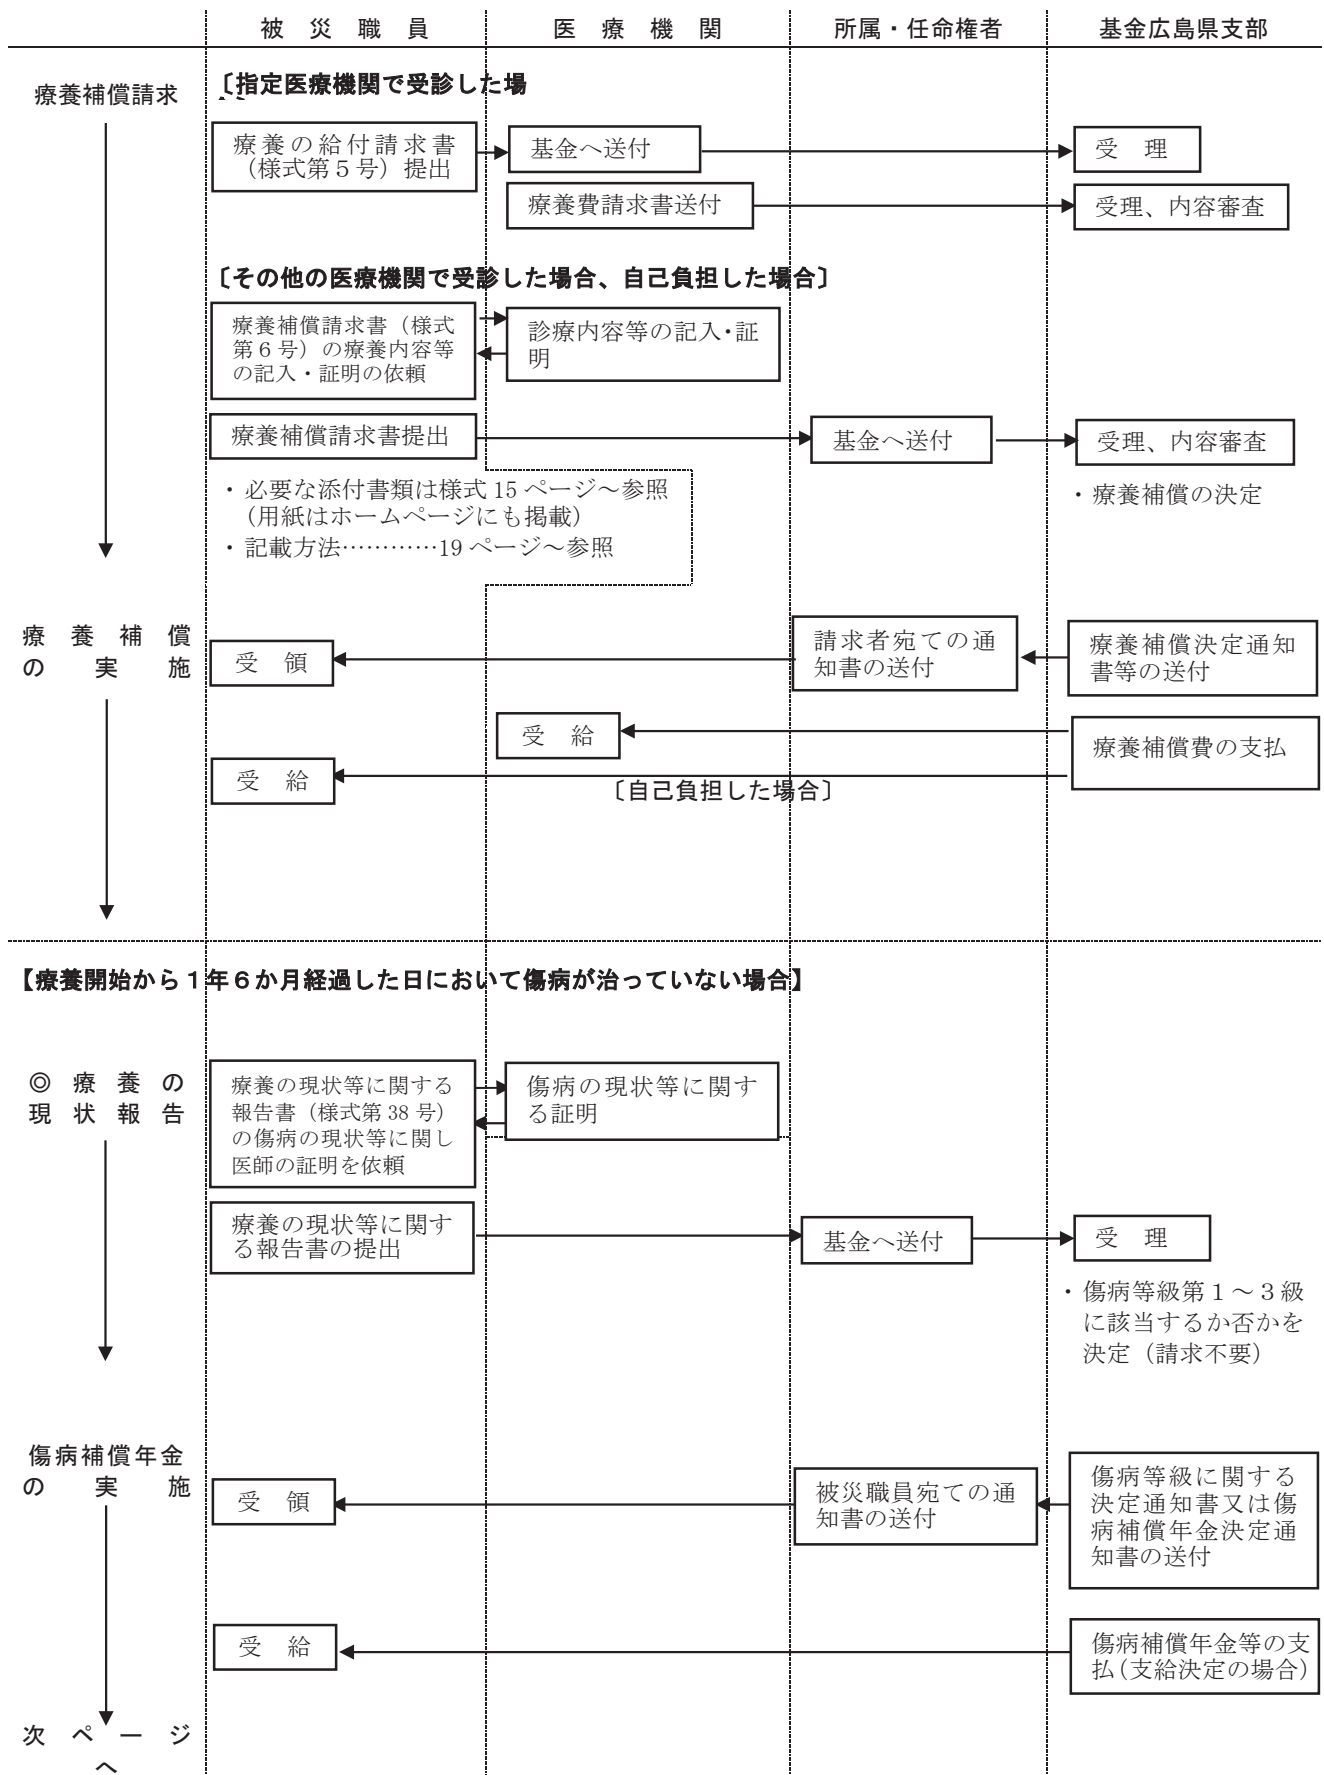 被災職員
医療機関
所属・任命権者
基金広島県支部
療養補償請求
〔指定医療機関で受診した場
療養の給付請求書
（様式第５号）提出
基金へ送付
受理
療養費請求書送付
受理、内容審査
〔その他の医療機関で受診した場合、自己負担した場合〕
療養補償請求書（様式
第６号）の療養内容等
の記入・証明の依頼
診療内容等の記入・証
明
療養補償請求書提出
基金へ送付
受理、内容審査
・必要な添付書類は様式 15 ページ～参照
（用紙はホームページにも掲載）
・記載方法…………19 ページ～参照
・療養補償の決定
療養補償
の実施
受領
請求者宛ての通
知書の送付
療養補償決定通知
書等の送付
受給
療養補償費の支払
受給
〔自己負担した場合〕
【療養開始から１年６か月経過した日において傷病が治っていない場合】
◎療養の
現状報告
療養の現状等に関する
報告書（様式第 38 号）
の傷病の現状等に関し
医師の証明を依頼
傷病の現状等に関す
る証明
療養の現状等に関す
る報告書の提出
基金へ送付
受理
・傷病等級第１～３級
に該当するか否かを
決定（請求不要）
傷病補償年金
の実施
受領
被災職員宛ての通
知書の送付
傷病等級に関する
決定通知書又は傷
病補償年金決定通
知書の送付
受給
傷病補償年金等の支
払（支給決定の場合）
次ページ
へ